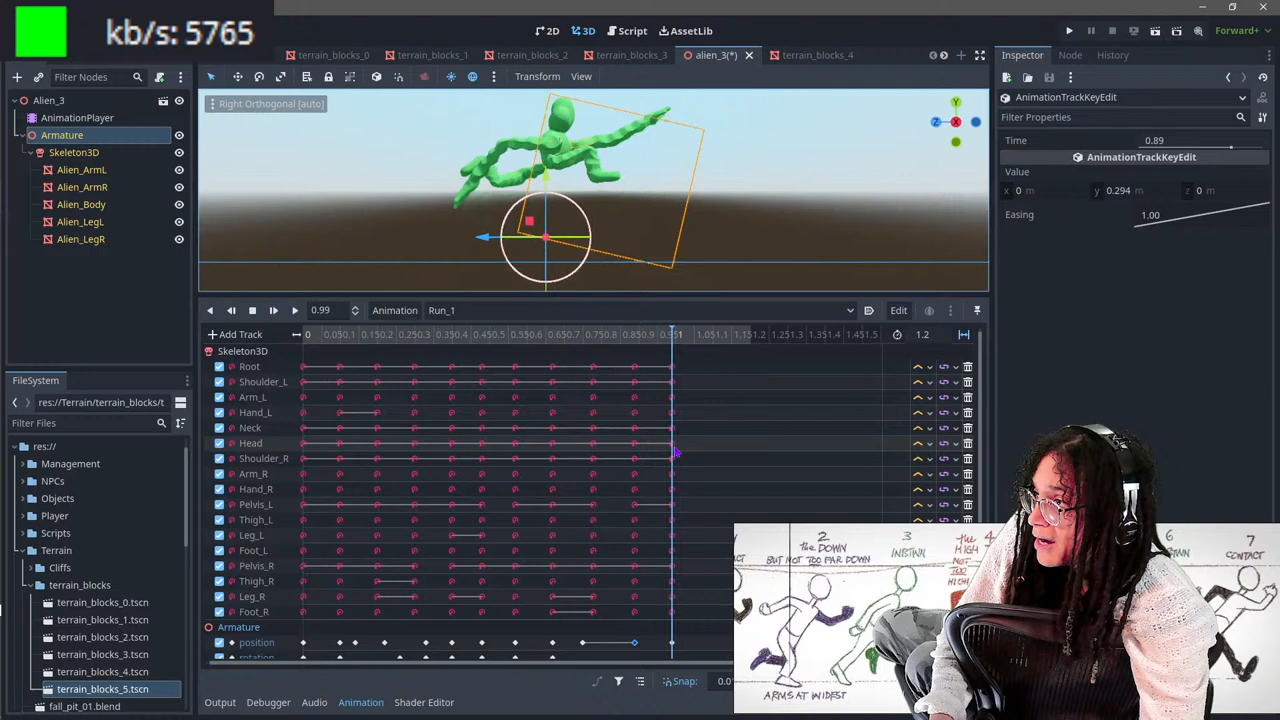 kb/s: 5765
2D
3D
Script
AssetLib
Forward+
terrain_blocks_0
terrain_blocks_1
terrain_blocks_2
terrain_blocks_3
alien_3(*)
terrain_blocks_4
Filter Nodes
Transform
View
Alien_3
AnimationPlayer
Armature
Skeleton3D
Alien_ArmL
Alien_ArmR
Alien_Body
Alien_LegL
Alien_LegR
Right Orthogonal [auto]
Y
Z
X
Inspector
Node
History
AnimationTrackKeyEdit
Filter Properties
Time
0.89
AnimationTrackKeyEdit
Value
x 0 m
y 0.294 m
z 0 m
Easing
1.00
0.99
Animation
Run_1
Edit
Add Track
1.2
Skeleton3D
Root
Shoulder_L
Arm_L
Hand_L
Neck
Head
Shoulder_R
Arm_R
Hand_R
Pelvis_L
Thigh_L
Leg_L
Foot_L
Pelvis_R
Thigh_R
Leg_R
Foot_R
Armature
position
rotation
Snap:
Output
Debugger
Audio
Animation
Shader Editor
FileSystem
res://Terrain/terrain_blocks/t
Filter Files
res://
Management
NPCs
Objects
Player
Scripts
Terrain
Cliffs
terrain_blocks
terrain_blocks_0.tscn
terrain_blocks_1.tscn
terrain_blocks_2.tscn
terrain_blocks_3.tscn
terrain_blocks_4.tscn
terrain_blocks_5.tscn
fall_pit_01.blend
2
the DOWN
BUT NOT TOO FAR DOWN
ARMS AT WIDEST
3
the
HIGH
6
7
CONTACT